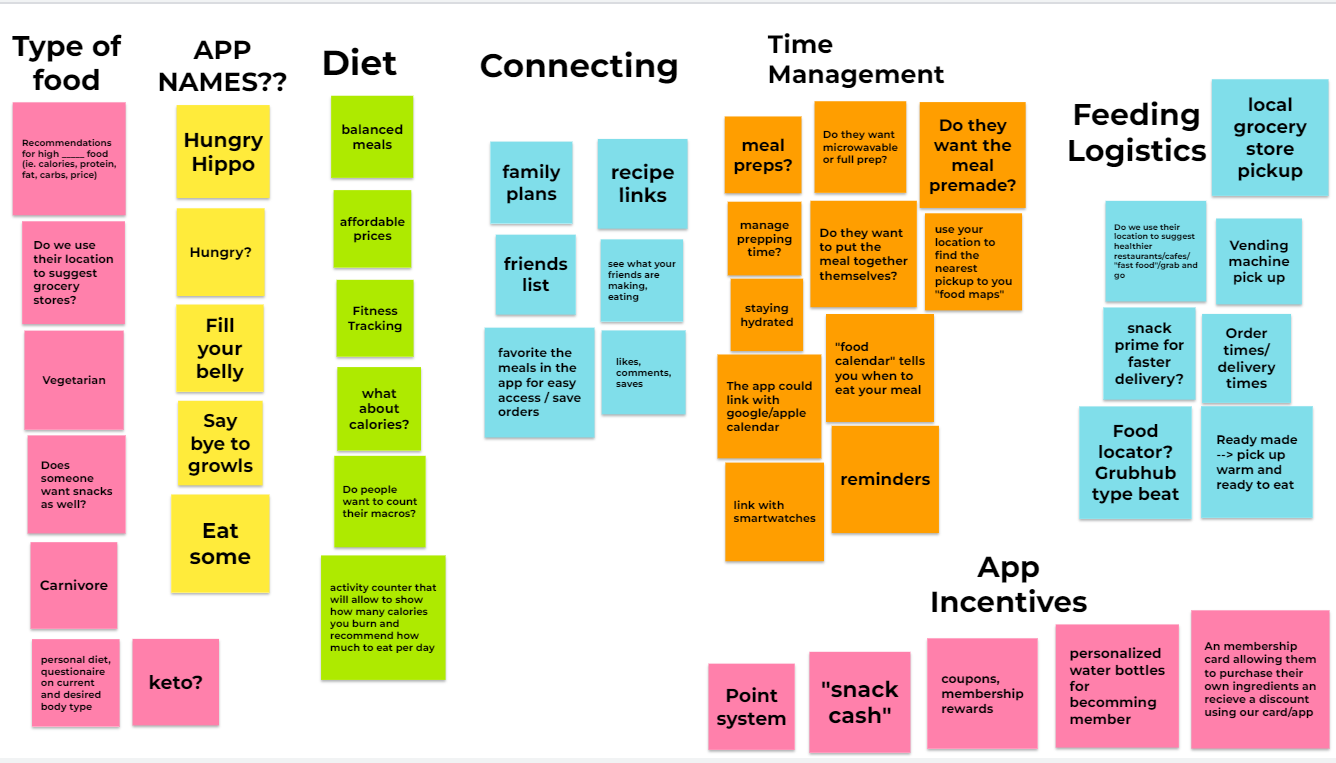 Type of
food
Recommendations
for high ____ food
(ie. calories, protein,
fat, carbs, price)
Do we use
their location
to suggest
grocery
stores?
Vegetarian
Does
someone
want snacks
as well?
Carnivore
personal diet,
questionaire
on current
and desired
body type
keto?
APP
NAMES??
Hungry
Hippo
Hungry?
Fill
your
belly
Say
bye to
growls
Eat
some
Diet
balanced
meals
affordable
prices
Fitness
Tracking
what
about
calories?
Do people
want to count
their macros?
activity counter that
will allow to show
how many calories
you burn and
recommend how
much to eat per day
Connecting
family
plans
recipe
links
friends
list
see what your
friends are
making,
eating
favorite the
meals in the
app for easy
access / save
orders
likes,
comments,
saves
Time
Management
meal
preps?
Do they want
microwavable
or full prep?
Do they
want the
meal
premade?
manage
prepping
time?
Do they want
to put the
meal together
themselves?
use your
location to
find the
nearest
pickup to you
"food maps"
staying
hydrated
"food
calendar" tells
you when to
eat your meal
The app could
link with
google/apple
calendar
reminders
link with
smartwatches
Feeding
Logistics
local
grocery
store
pickup
Do we use their
location to suggest
healthier
restaurants/cafes/
"fast food"/grab and
go
Vending
machine
pick up
snack
prime for
faster
delivery?
Order
times/
delivery
times
Food
locator?
Grubhub
type beat
Ready made
--> pick up
warm and
ready to eat
App
Incentives
Point
system
"snack
cash"
coupons,
membership
rewards
personalized
water bottles
for
becomming
member
An membership
card allowing them
to purchase their
own ingredients an
recieve a discount
using our card/app